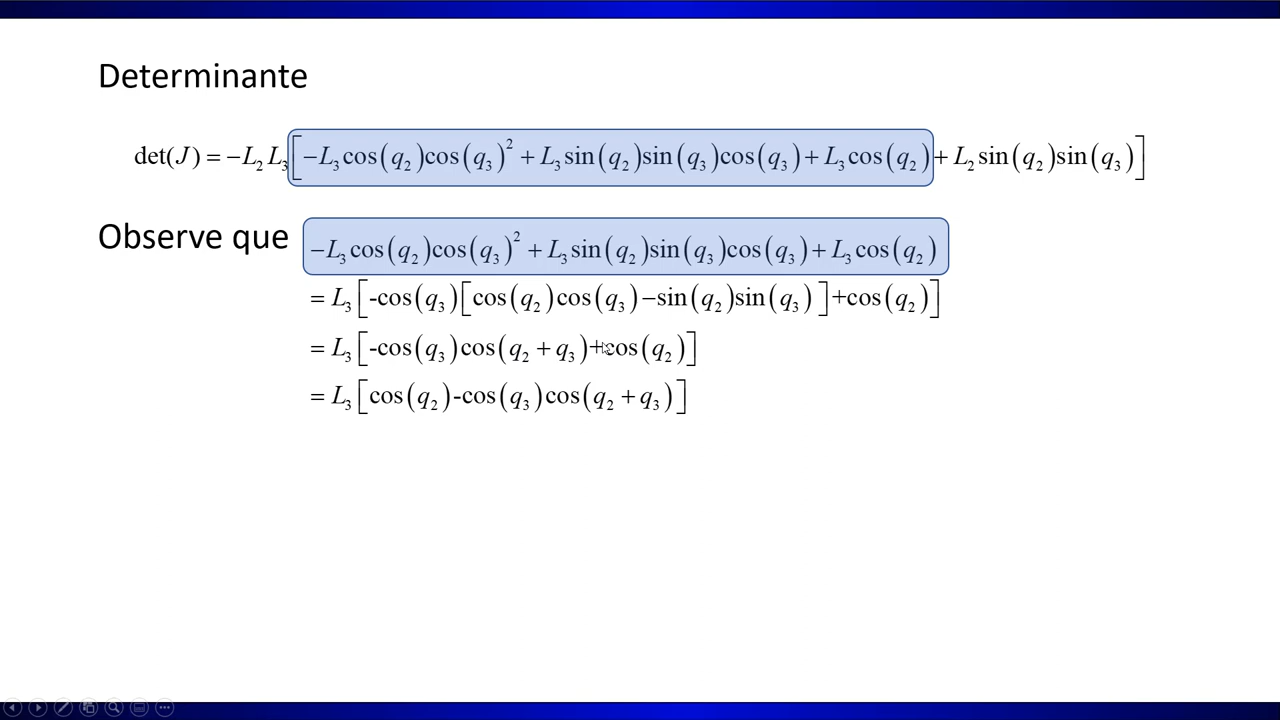 Determinante
det(J) = −L₂ L₃[−L₃cos(q₂)cos(q₃)² + L₃sin(q₂)sin(q₃)cos(q₃) + L₃cos(q₂) + L₂sin(q₂)sin(q₃)]
Observe que −L₃cos(q₂)cos(q₃)² + L₃sin(q₂)sin(q₃)cos(q₃) + L₃cos(q₂)
= L₃[-cos(q₃)[cos(q₂)cos(q₃)−sin(q₂)sin(q₃)]+cos(q₂)]
= L₃[-cos(q₃)cos(q₂ + q₃)+cos(q₂)]
= L₃[cos(q₂)-cos(q₃)cos(q₂ + q₃)]